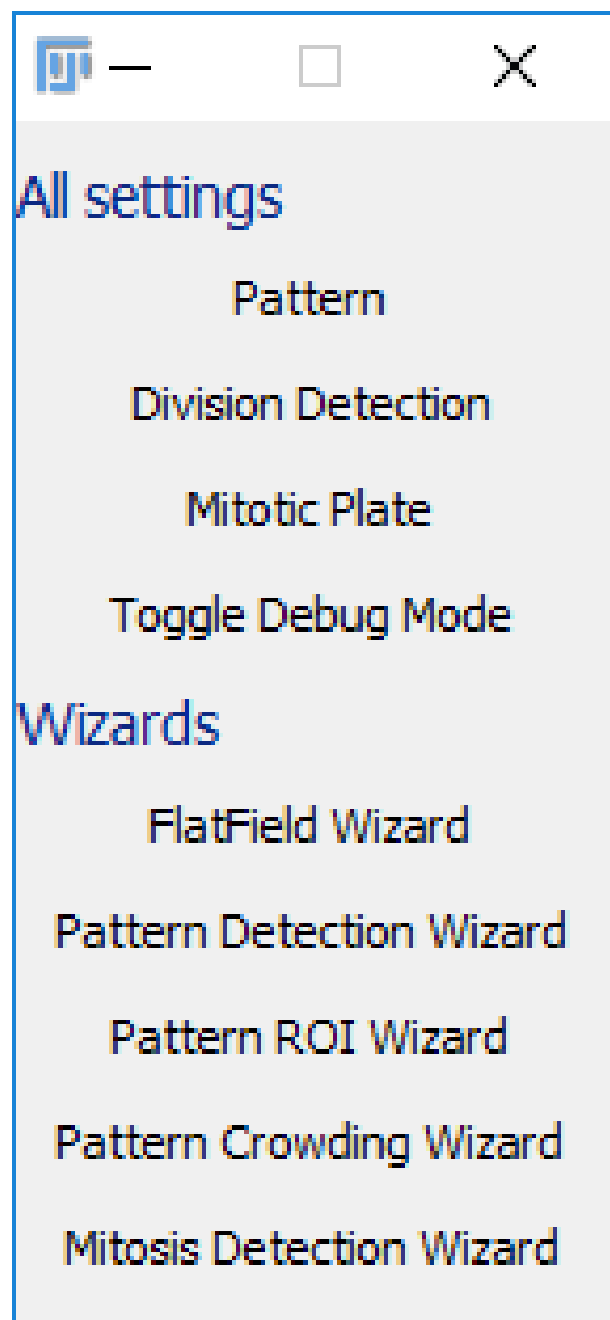 All settings
Pattern
Division Detection
Mitotic Plate
Toggle Debug Mode
Wizards
FlatField Wizard
Pattern Detection Wizard
Pattern ROI Wizard
Pattern Crowding Wizard
Mitosis Detection Wizard